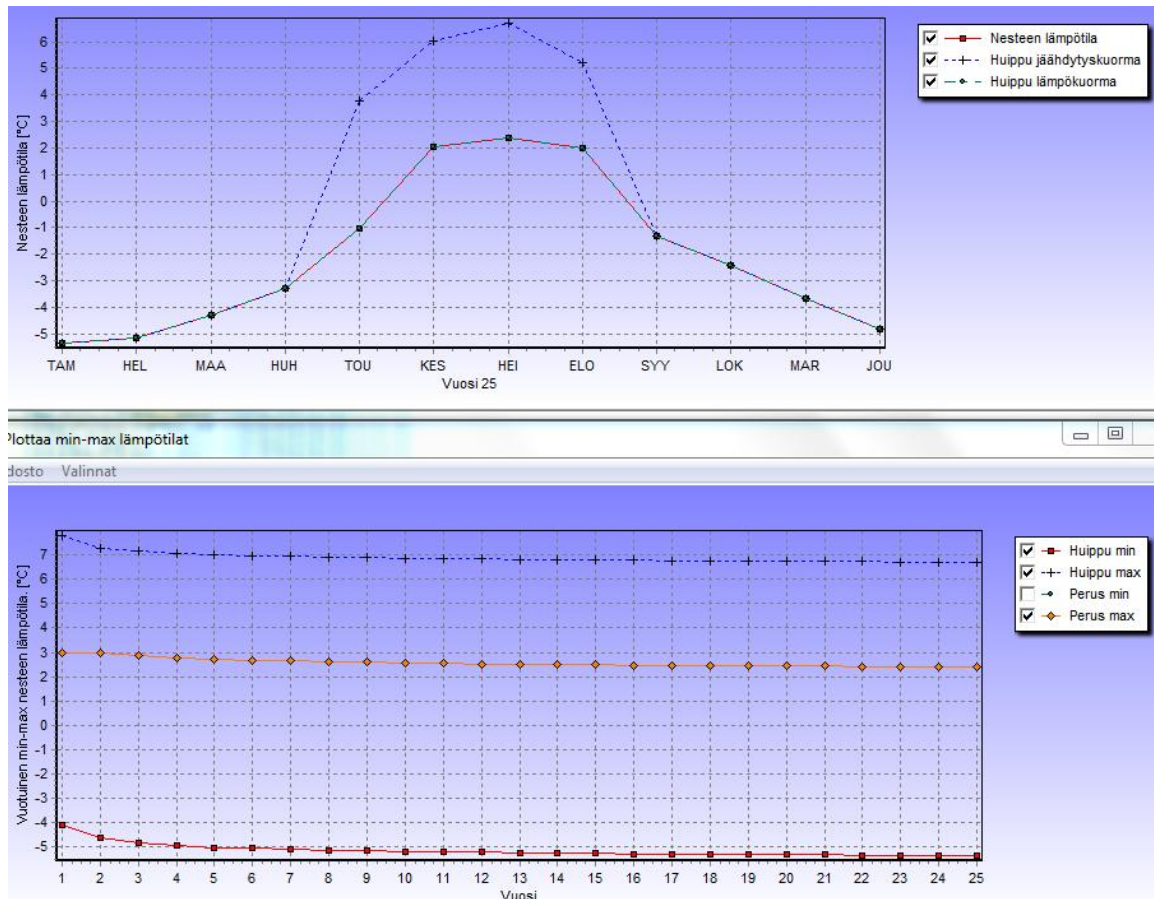 Nesteen lämpötila [°C]
6
5
4
3
2
1
0
-1
-2
-3
-4
-5
TAM HEL MAA HUH TOU KES HEI ELO SYY LOK MAR JOU
Vuosi 25
Nesteen lämpötila
Huippu jäähdytyskuorma
Huippu lämpökuorma
Plottaa min-max lämpötilat
dosto Valinnat
Vuotuinen min-max nesteen lämpötila. [°C]
7
6
5
4
3
2
1
0
-1
-2
-3
-4
-5
1 2 3 4 5 6 7 8 9 10 11 12 13 14 15 16 17 18 19 20 21 22 23 24 25
Vuosi
Huippu min
Huippu max
Perus min
Perus max